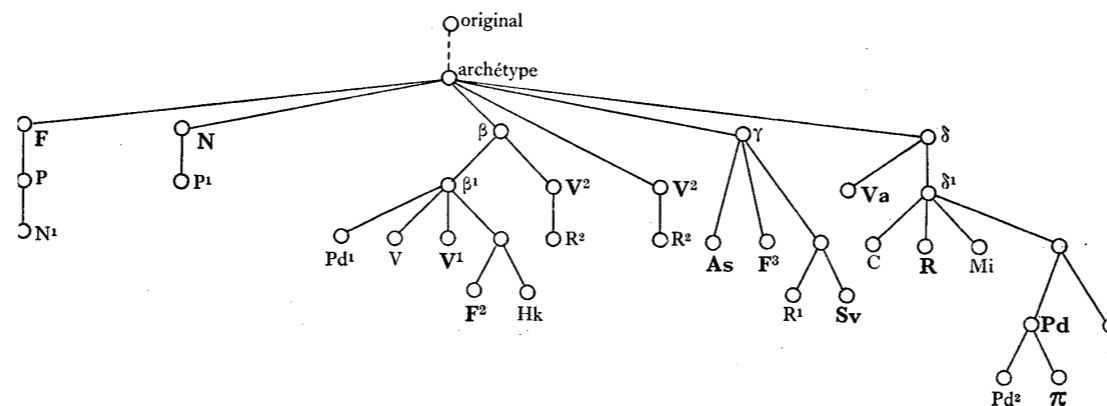 original
archétype
F N β V² γ δ
P P¹ β¹ V² V² Va δ¹
N¹ Pd¹ V V¹ R² R² As F³ C R Mi
F² Hk R¹ Sv Pd
Pd² π